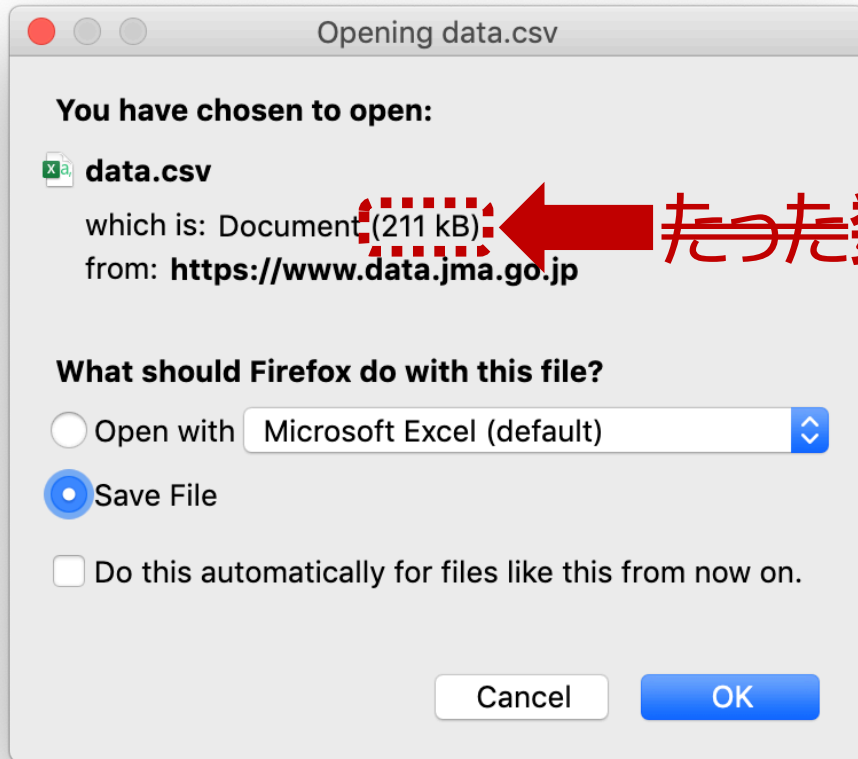 Opening data.csv
You have chosen to open:
data.csv
which is: Document (211 kB)
たった
from: https://www.data.jma.go.jp
What should Firefox do with this file?
Open with Microsoft Excel (default)
Save File
Do this automatically for files like this from now on.
Cancel OK